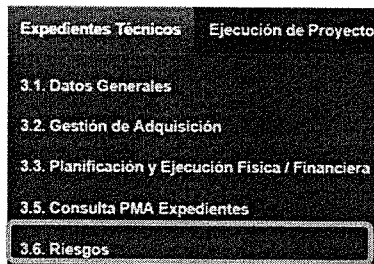 Expedientes Técnicos    Ejecución de Proyecto
3.1. Datos Generales
3.2. Gestión de Adquisición
3.3. Planificación y Ejecución Física / Financiera
3.5. Consulta PMA Expedientes
3.6. Riesgos